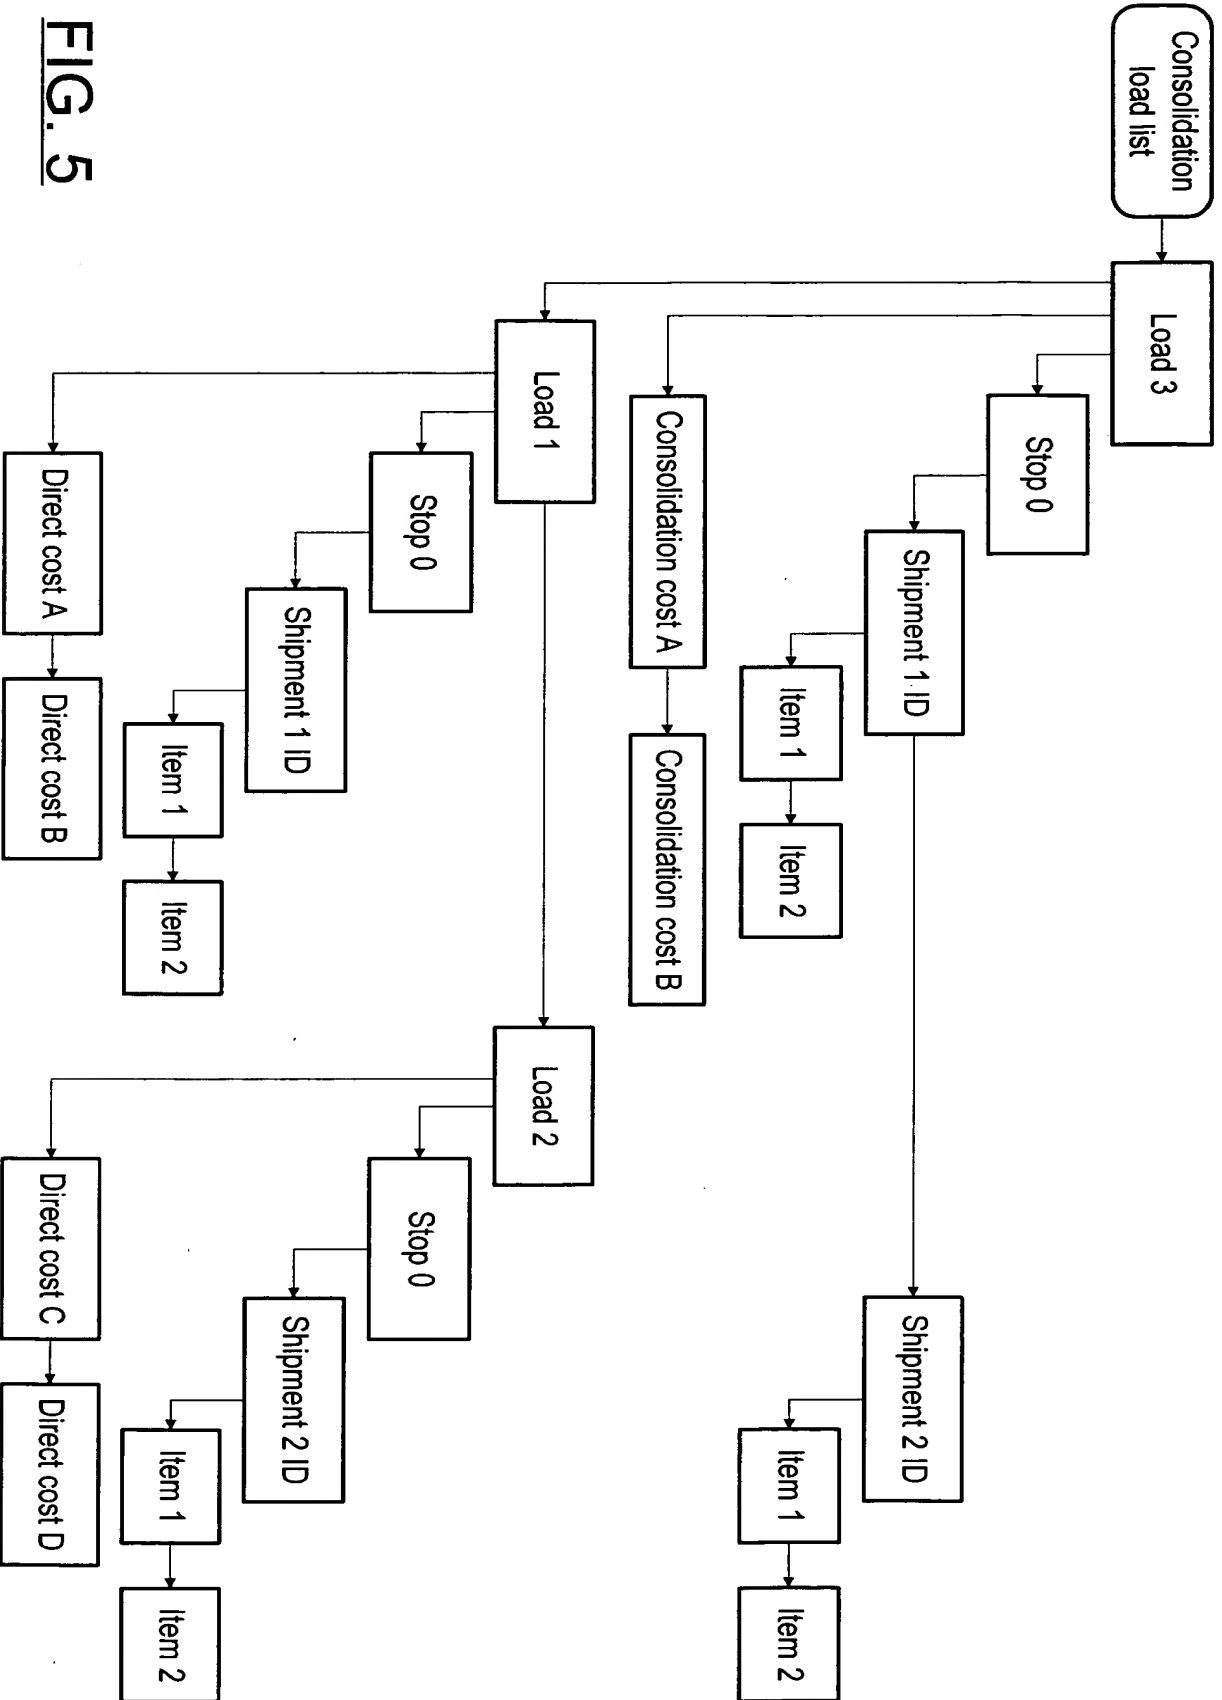 Consolidation
load list
Load 3
Stop 0
Shipment 1 ID
Shipment 2 ID
Item 1
Item 2
Item 1
Item 2
Consolidation cost A
Consolidation cost B
Load 1
Load 2
Stop 0
Stop 0
Shipment 1 ID
Shipment 2 ID
Item 1
Item 2
Item 1
Item 2
Direct cost A
Direct cost B
Direct cost C
Direct cost D
FIG. 5